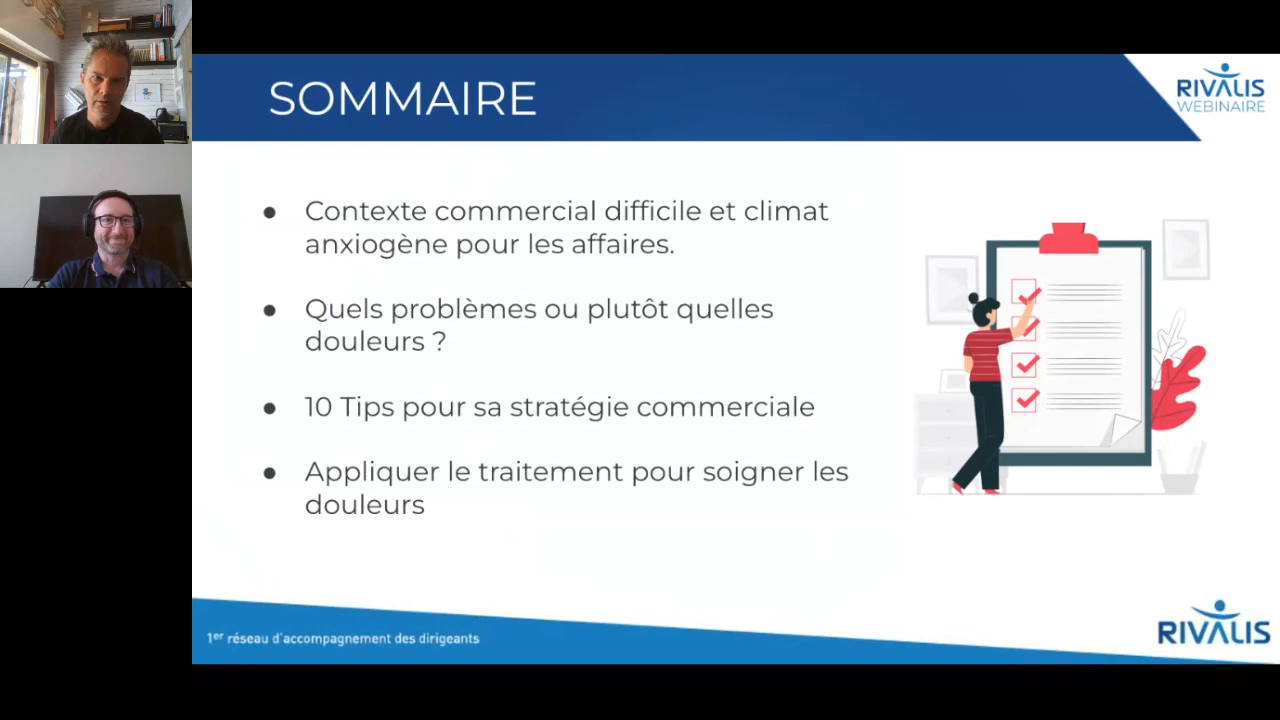 SOMMAIRE
RIVALIS
WEBINAIRE
● Contexte commercial difficile et climat
anxiogène pour les affaires.
● Quels problèmes ou plutôt quelles
douleurs ?
● 10 Tips pour sa stratégie commerciale
● Appliquer le traitement pour soigner les
douleurs
1er réseau d'accompagnement des dirigeants
RIVALIS